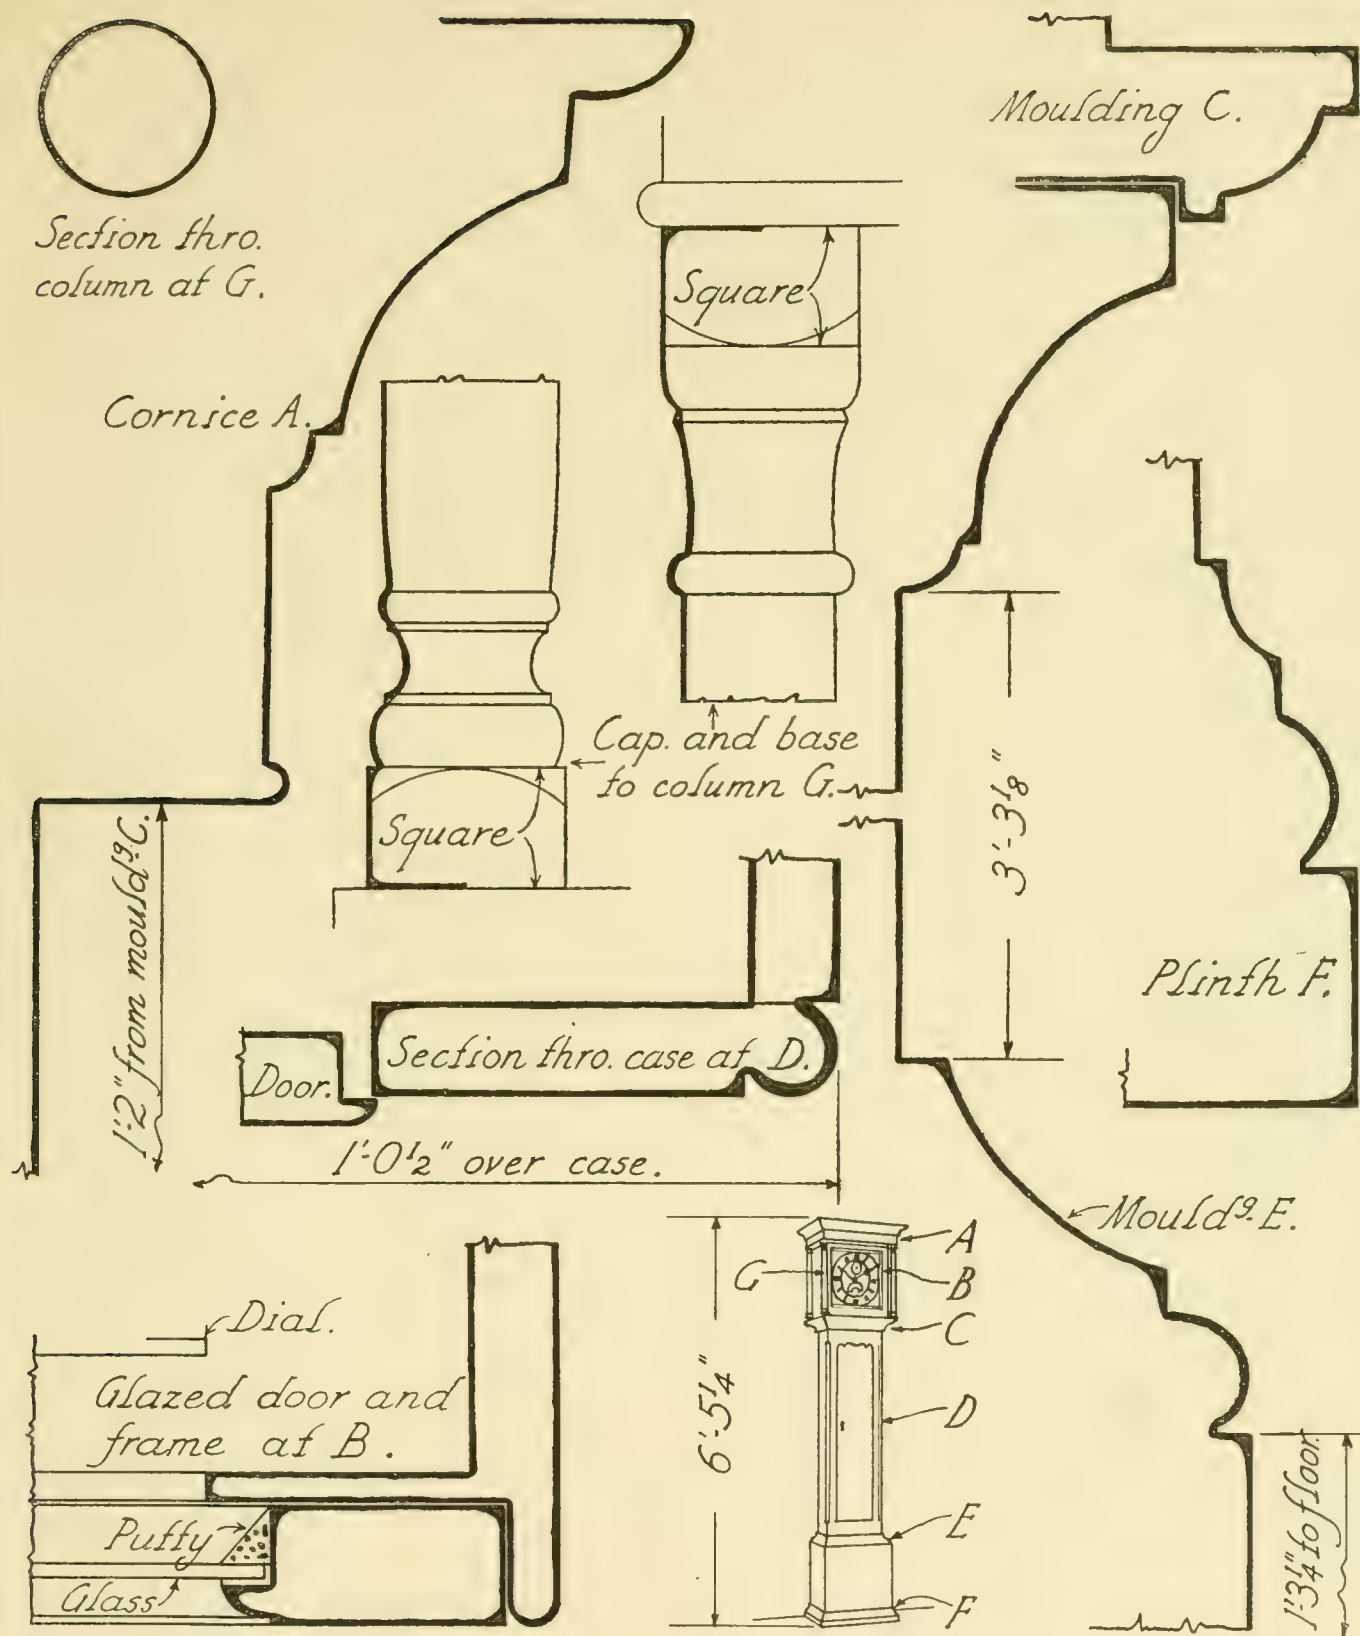 Moulding C.
Section thro.
column at G.
Square
Cornice A.
Cap. and base
to column G.
Square
3'-3⅛"
1'-2" from mouldg. C.
Plinth F.
Section thro. case at D.
Door.
1'-0½" over case.
Mouldg. E.
A
G
B
Dial.
C
Glazed door and
frame at B.
6'-5¼"
D
E
Putty
Glass
F
1'-3¼" to floor.